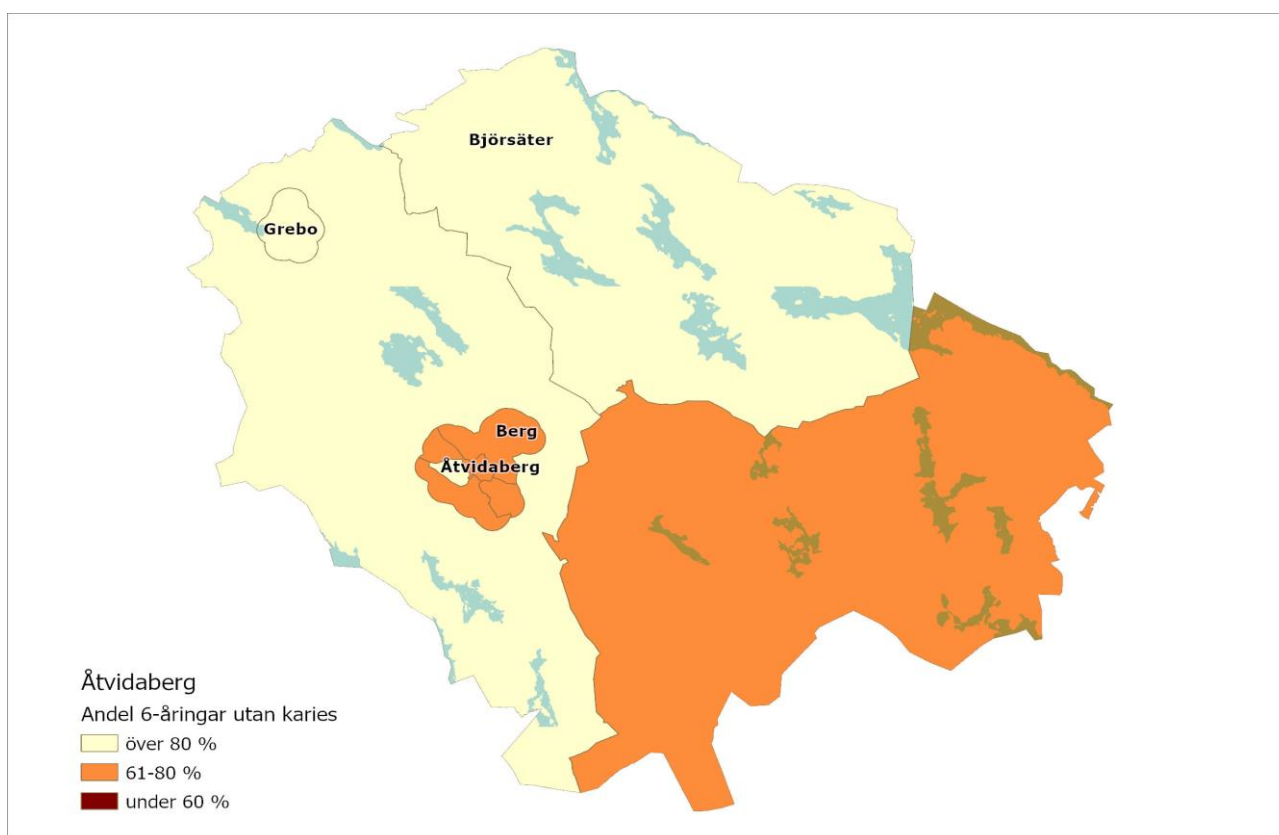 Björsäter
Grebo
Berg
Åtvidaberg
Åtvidaberg
Andel 6-åringar utan karies
över 80 %
61-80 %
under 60 %